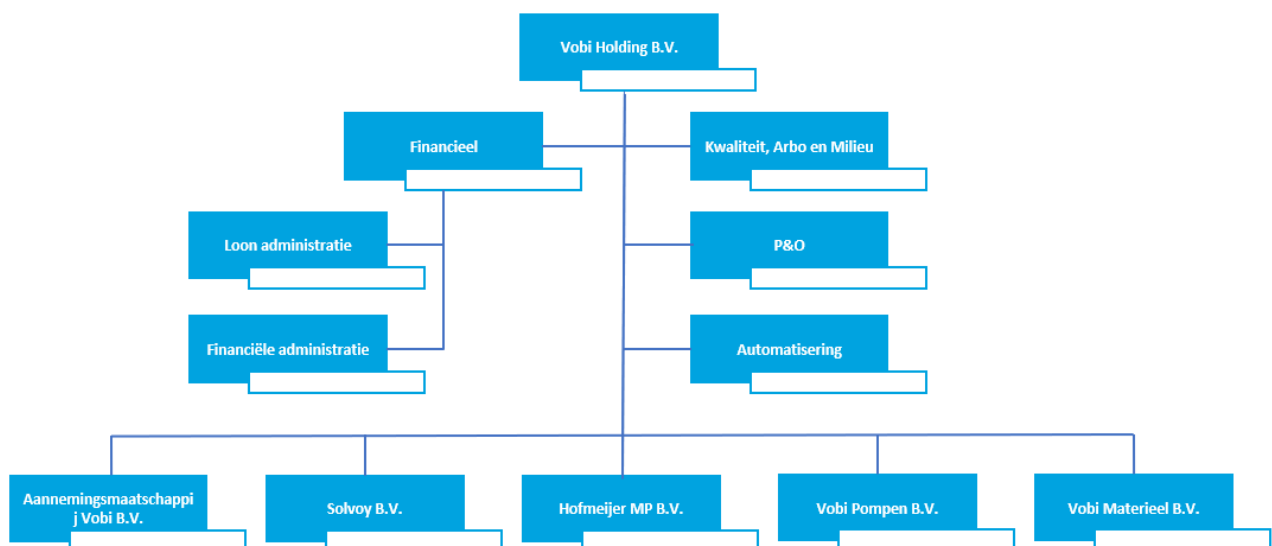 Vobi Holding B.V.
Financieel
Kwaliteit, Arbo en Milieu
Loon administratie
P&O
Financiële administratie
Automatisering
Aannemingsmaatschappi
j Vobi B.V.
Solvoy B.V.
Hofmeijer MP B.V.
Vobi Pompen B.V.
Vobi Materieel B.V.